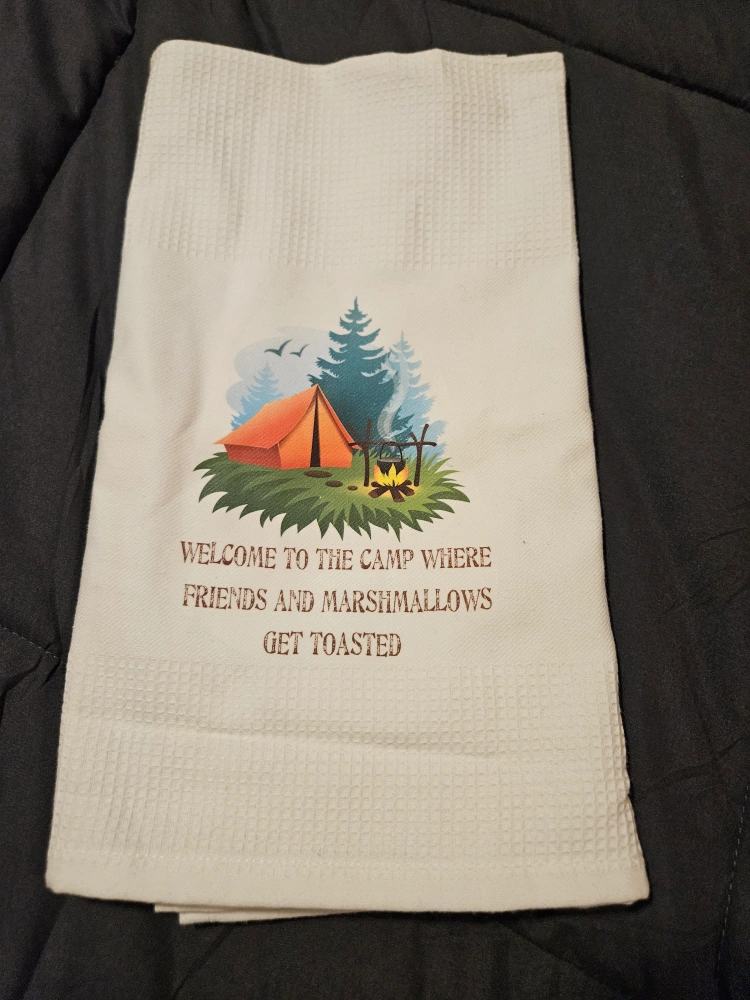 WELCOME TO THE CAMP WHERE
FRIENDS AND MARSHMALLOWS
GET TOASTED